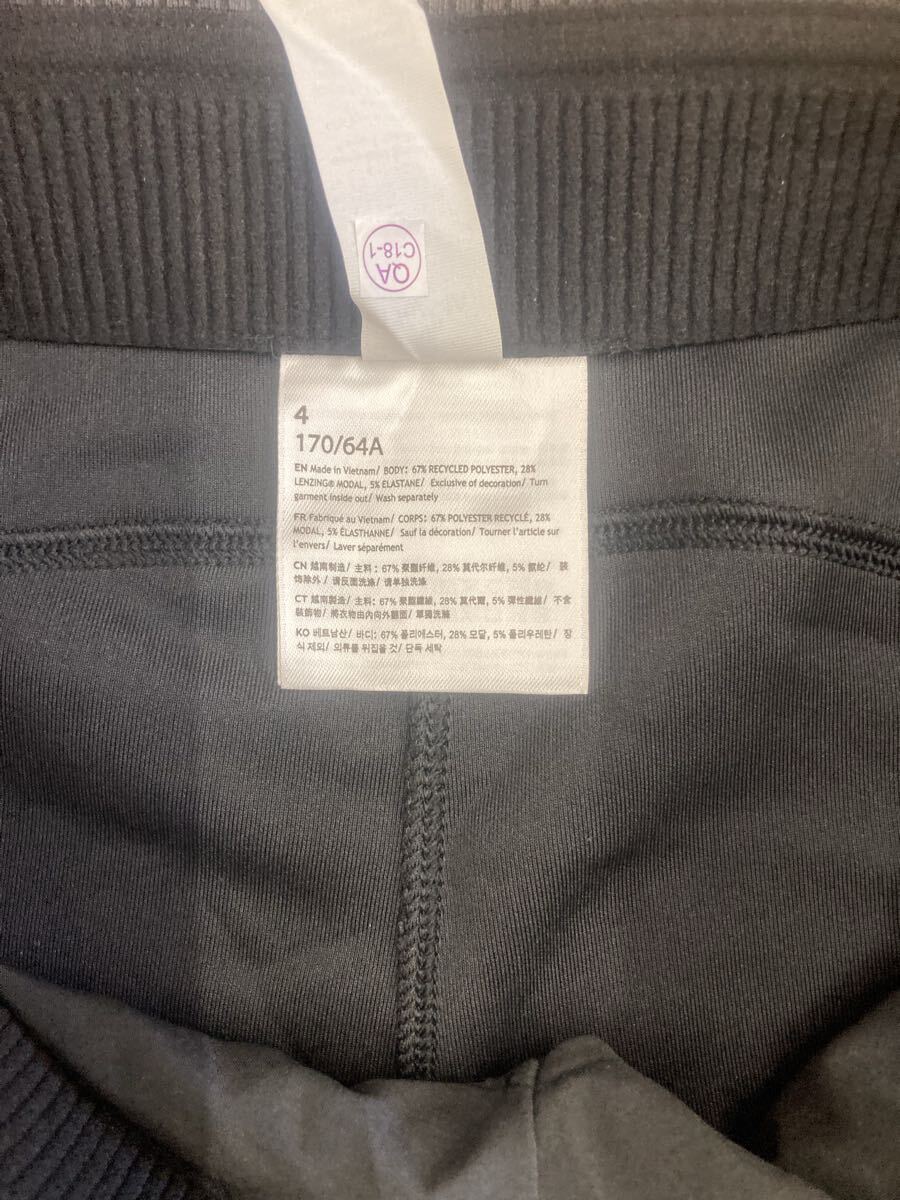 QA
C18-1
4
170/64A
EN Made in Vietnam/ BODY: 67% RECYCLED POLYESTER, 28%
LENZING® MODAL, 5% ELASTANE/ Exclusive of decoration/ Turn
garment inside out/ Wash separately
FR Fabriqué au Vietnam/ CORPS: 67% POLYESTER RECYCLÉ, 28%
MODAL, 5% ÉLASTHANNE/ Sauf la décoration/ Tourner l'article sur
l'envers/ Laver séparément
CN 越南制造/ 主料: 67% 聚酯纤维, 28% 莫代尔纤维, 5% 氨纶/ 装
饰除外/ 请反面洗涤/ 请单独洗涤
CT 越南製造/ 主料: 67% 聚酯纖維, 28% 莫代爾, 5% 彈性纖維/ 不含
裝飾物/ 將衣物由內向外翻面/ 單獨洗滌
KO 베트남산/ 바디: 67% 폴리에스터, 28% 모달, 5% 폴리우레탄/ 장
식 제외/ 의류를 뒤집을 것/ 단독 세탁